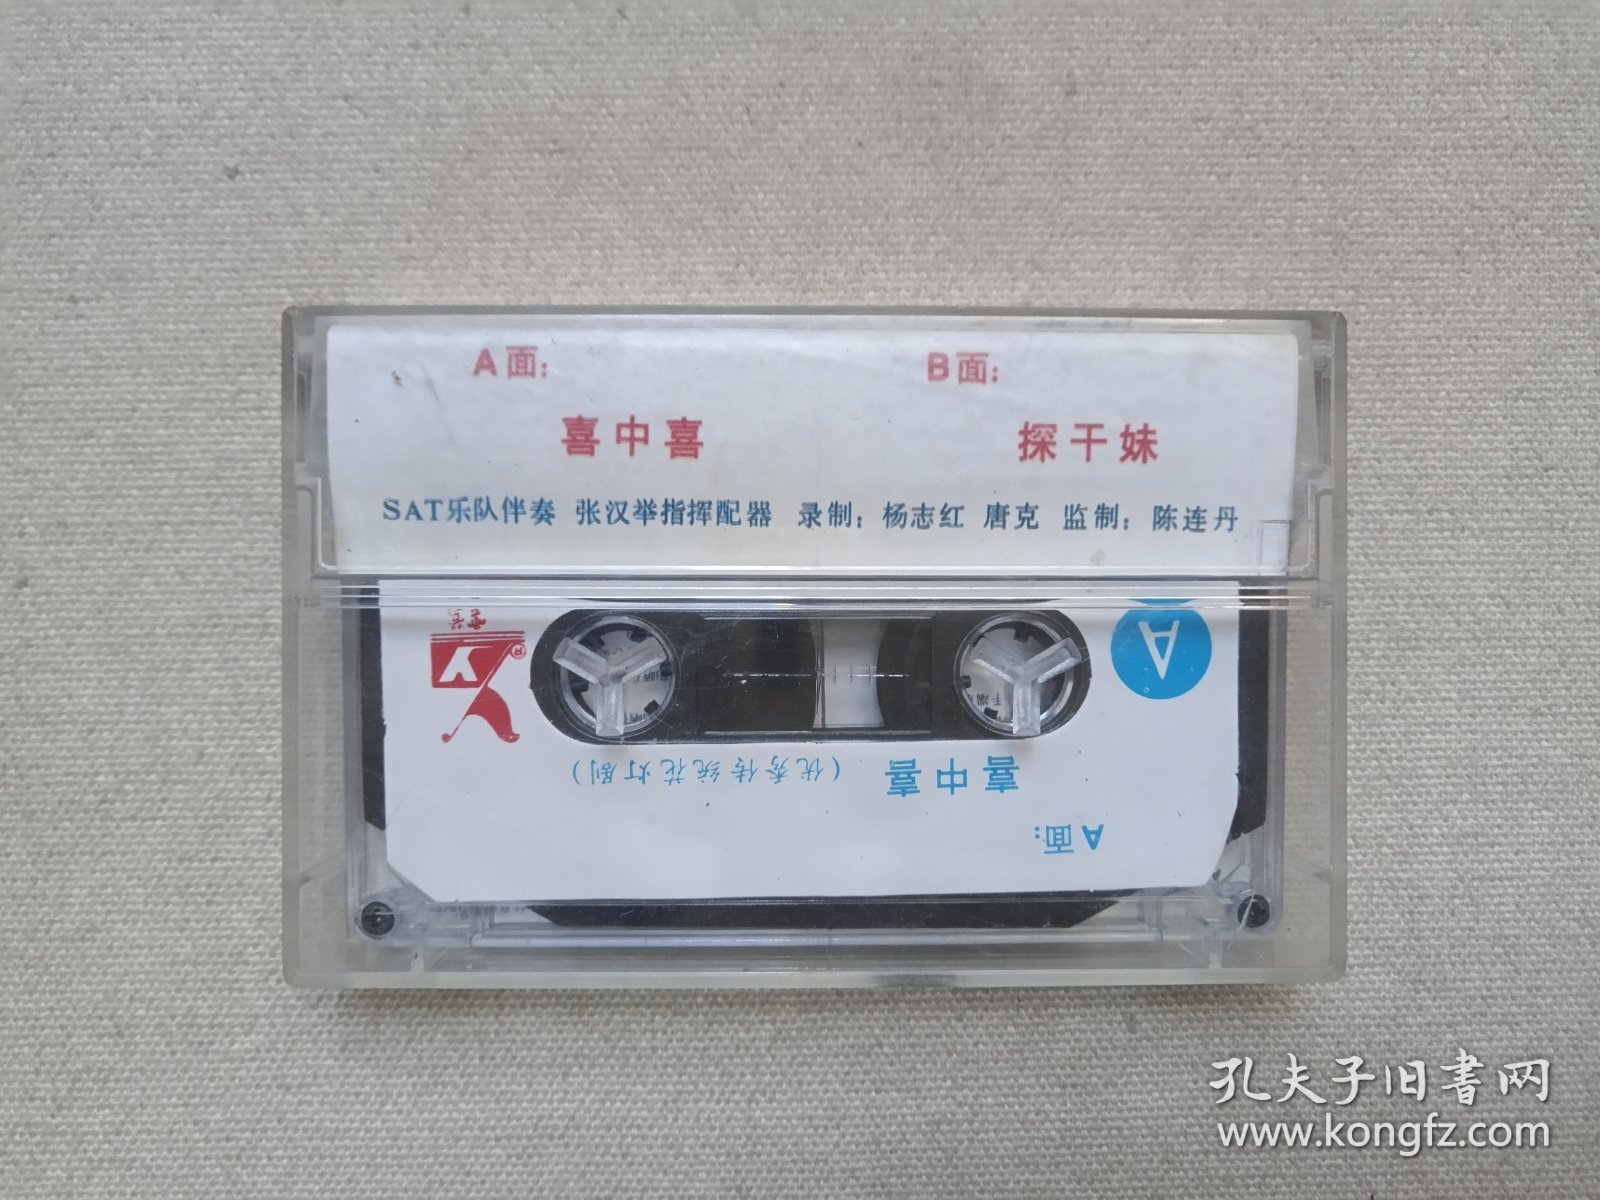 A面: B面:
喜中喜 探干妹
SAT乐队伴奏 张汉举指挥配器 录制:杨志红 唐克 监制:陈连丹
A
Y
®
喜中喜 (优秀传统花灯剧)
A面:
孔夫子旧書网
www.kongfz.com